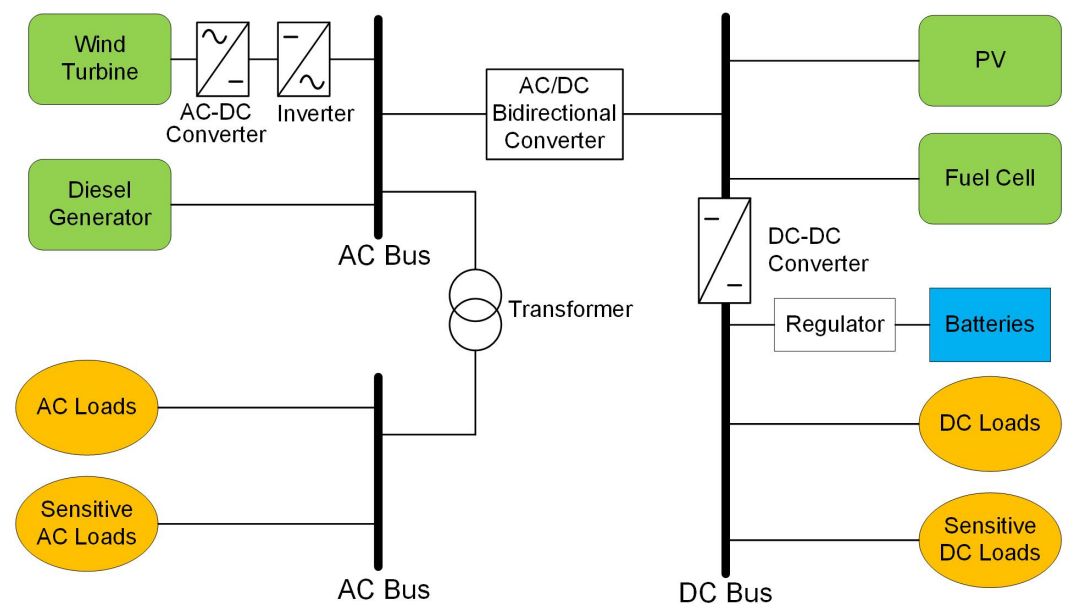 Wind
Turbine
AC-DC
Converter
Inverter
AC/DC
Bidirectional
Converter
PV
Diesel
Generator
Fuel Cell
AC Bus
DC-DC
Converter
Transformer
Regulator
Batteries
AC Loads
DC Loads
Sensitive
AC Loads
Sensitive
DC Loads
AC Bus
DC Bus